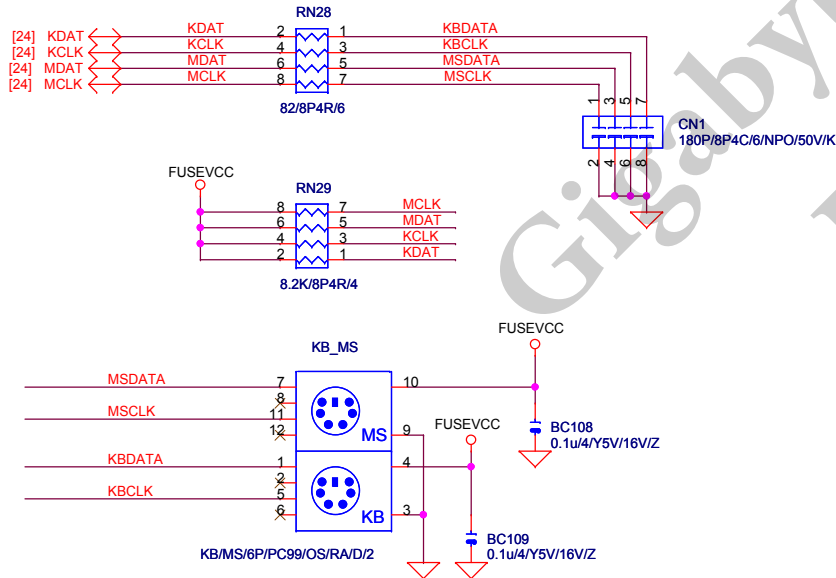 RN28
[24] KDAT KDAT 2 1 KBDATA
[24] KCLK KCLK 4 3 KBCLK
[24] MDAT MDAT 6 5 MSDATA
[24] MCLK MCLK 8 7 MSCLK
82/8P4R/6
1 3 5 7
CN1
180P/8P4C/6/NPO/50V/K
2 4 6 8
FUSEVCC
RN29
8 7 MCLK
6 5 MDAT
4 3 KCLK
2 1 KDAT
8.2K/8P4R/4
Gigaby
FUSEVCC
KB_MS
MSDATA 7 10
8
MSCLK 11
12 MS 9
FUSEVCC
BC108
0.1u/4/Y5V/16V/Z
KBDATA 1 4
2
KBCLK 5
6 KB 3
BC109
0.1u/4/Y5V/16V/Z
KB/MS/6P/PC99/OS/RA/D/2